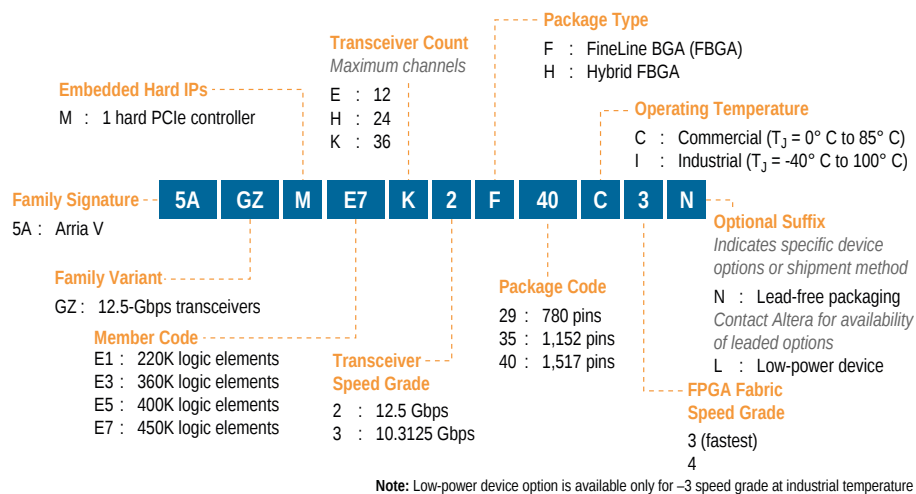 Package Type
F : FineLine BGA (FBGA)
H : Hybrid FBGA
Transceiver Count
Maximum channels
E : 12
H : 24
K : 36
Embedded Hard IPs
M : 1 hard PCIe controller
Operating Temperature
C : Commercial (TJ = 0° C to 85° C)
I : Industrial (TJ = -40° C to 100° C)
Family Signature
5A : Arria V
5A GZ M E7 K 2 F 40 C 3 N
Optional Suffix
Indicates specific device
options or shipment method
N : Lead-free packaging
Contact Altera for availability
of leaded options
L : Low-power device
Family Variant
GZ : 12.5-Gbps transceivers
Package Code
29 : 780 pins
35 : 1,152 pins
40 : 1,517 pins
Member Code
E1 : 220K logic elements
E3 : 360K logic elements
E5 : 400K logic elements
E7 : 450K logic elements
Transceiver
Speed Grade
2 : 12.5 Gbps
3 : 10.3125 Gbps
FPGA Fabric
Speed Grade
3 (fastest)
4
Note: Low-power device option is available only for –3 speed grade at industrial temperature